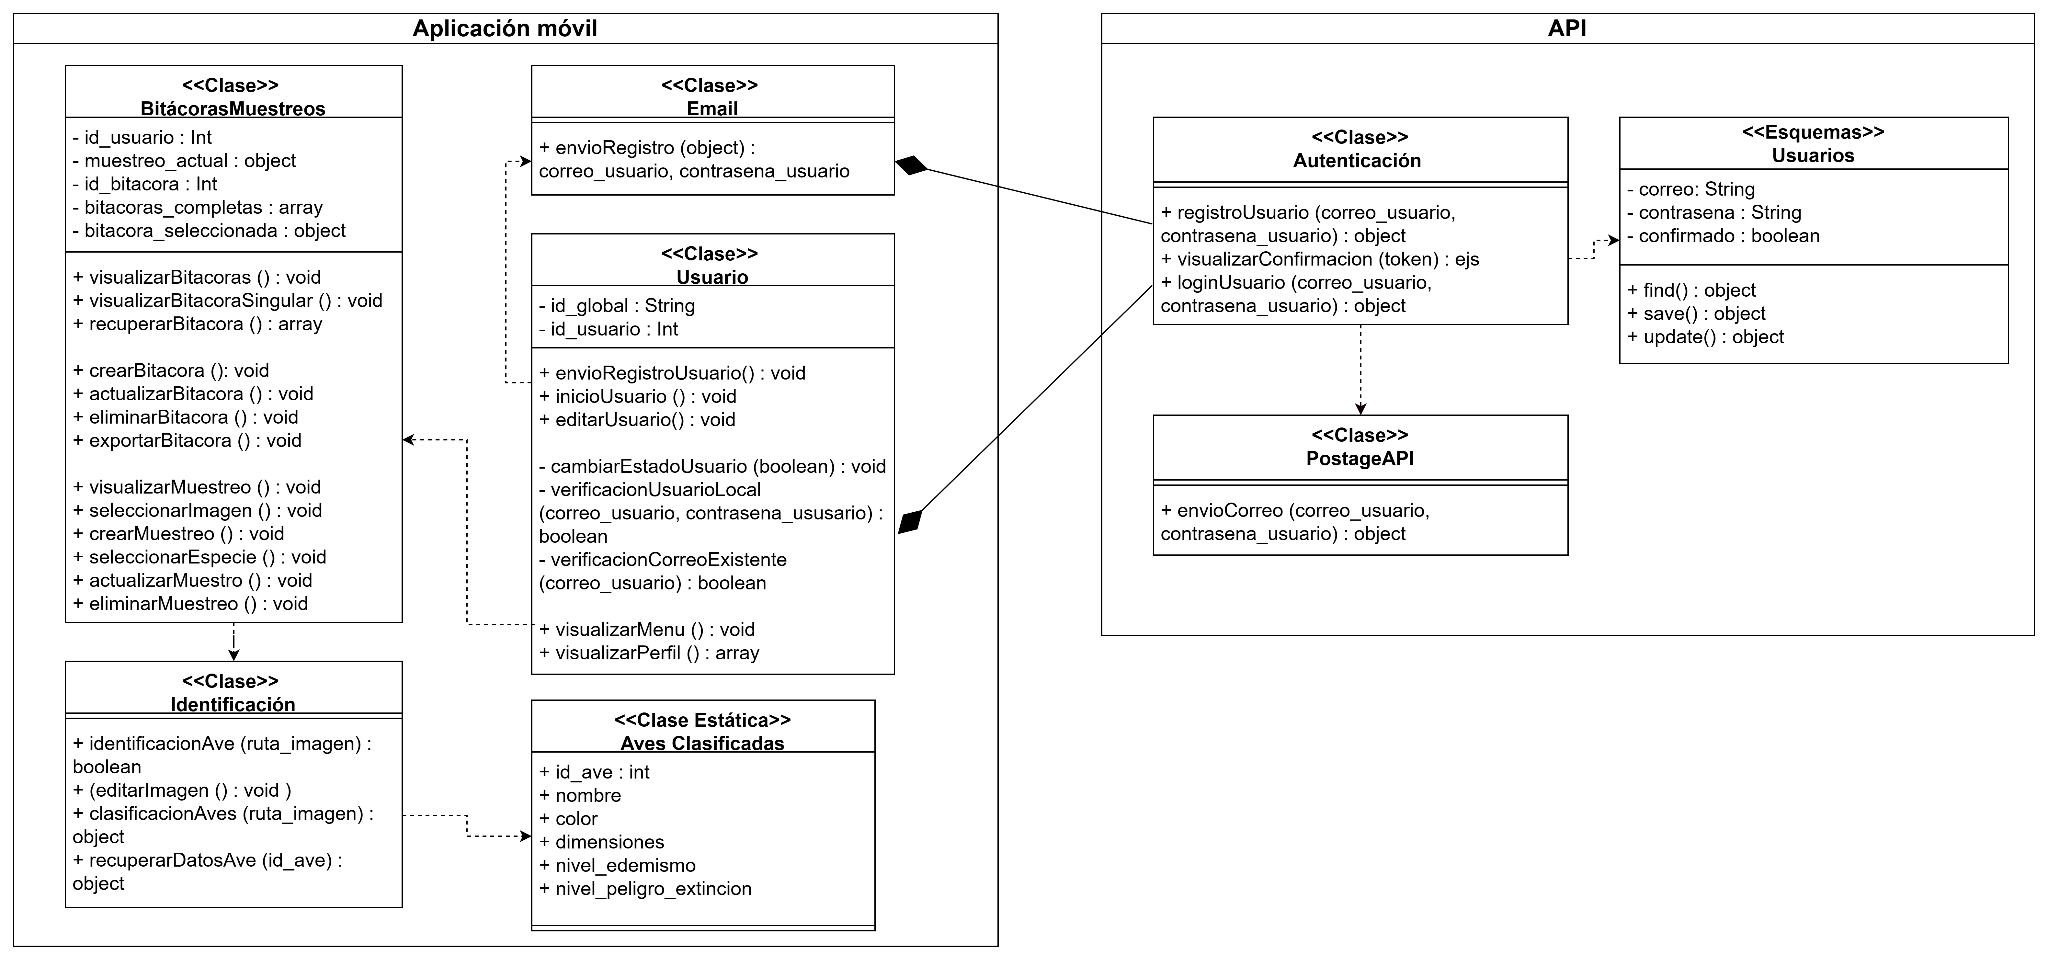 Aplicación móvil
<<Clase>>
BitácorasMuestreos
- id_usuario : Int
- muestreo_actual : object
- id_bitacora : Int
- bitacoras_completas : array
- bitacora_seleccionada : object
+ visualizarBitacoras () : void
+ visualizarBitacoraSingular () : void
+ recuperarBitacora () : array
+ crearBitacora (): void
+ actualizarBitacora () : void
+ eliminarBitacora () : void
+ exportarBitacora () : void
+ visualizarMuestreo () : void
+ seleccionarImagen () : void
+ crearMuestreo () : void
+ seleccionarEspecie () : void
+ actualizarMuestro () : void
+ eliminarMuestreo () : void
<<Clase>>
Identificación
+ identificacionAve (ruta_imagen) :
boolean
+ (editarImagen () : void )
+ clasificacionAves (ruta_imagen) :
object
+ recuperarDatosAve (id_ave) :
object
<<Clase>>
Email
+ envioRegistro (object) :
correo_usuario, contrasena_usuario
<<Clase>>
Usuario
- id_global : String
- id_usuario : Int
+ envioRegistroUsuario() : void
+ inicioUsuario () : void
+ editarUsuario() : void
- cambiarEstadoUsuario (boolean) : void
- verificacionUsuarioLocal
(correo_usuario, contrasena_ususario) :
boolean
- verificacionCorreoExistente
(correo_usuario) : boolean
+ visualizarMenu () : void
+ visualizarPerfil () : array
<<Clase Estática>>
Aves Clasificadas
+ id_ave : int
+ nombre
+ color
+ dimensiones
+ nivel_edemismo
+ nivel_peligro_extincion
API
<<Clase>>
Autenticación
+ registroUsuario (correo_usuario,
contrasena_usuario) : object
+ visualizarConfirmacion (token) : ejs
+ loginUsuario (correo_usuario,
contrasena_usuario) : object
<<Esquemas>>
Usuarios
- correo: String
- contrasena : String
- confirmado : boolean
+ find() : object
+ save() : object
+ update() : object
<<Clase>>
PostageAPI
+ envioCorreo (correo_usuario,
contrasena_usuario) : object